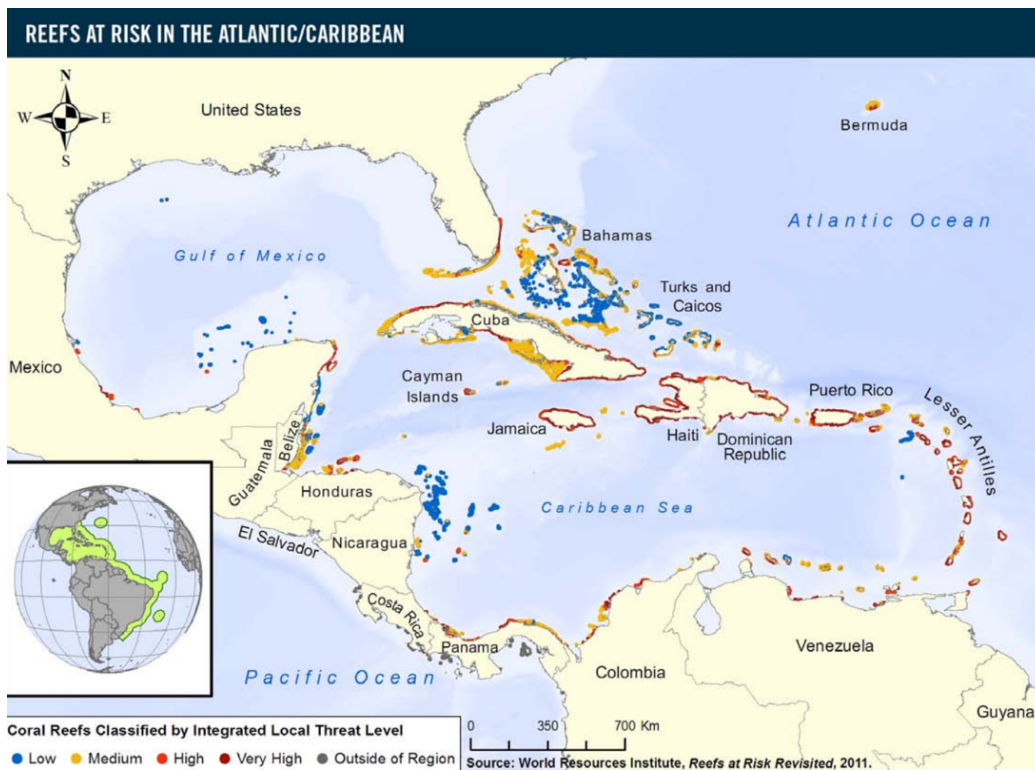 REEFS AT RISK IN THE ATLANTIC/CARIBBEAN
N
W
E
S
United States
Bermuda
Atlantic Ocean
Gulf of Mexico
Bahamas
Turks and
Caicos
Cuba
Mexico
Cayman
Islands
Puerto Rico
Lesser Antilles
Jamaica
Haiti
Dominican
Republic
Belize
Guatemala
Honduras
Caribbean Sea
El Salvador
Nicaragua
Costa Rica
Panama
Venezuela
Colombia
Pacific Ocean
Guyana
Coral Reefs Classified by Integrated Local Threat Level
Low Medium High Very High Outside of Region
0 350 700 Km
Source: World Resources Institute, Reefs at Risk Revisited, 2011.